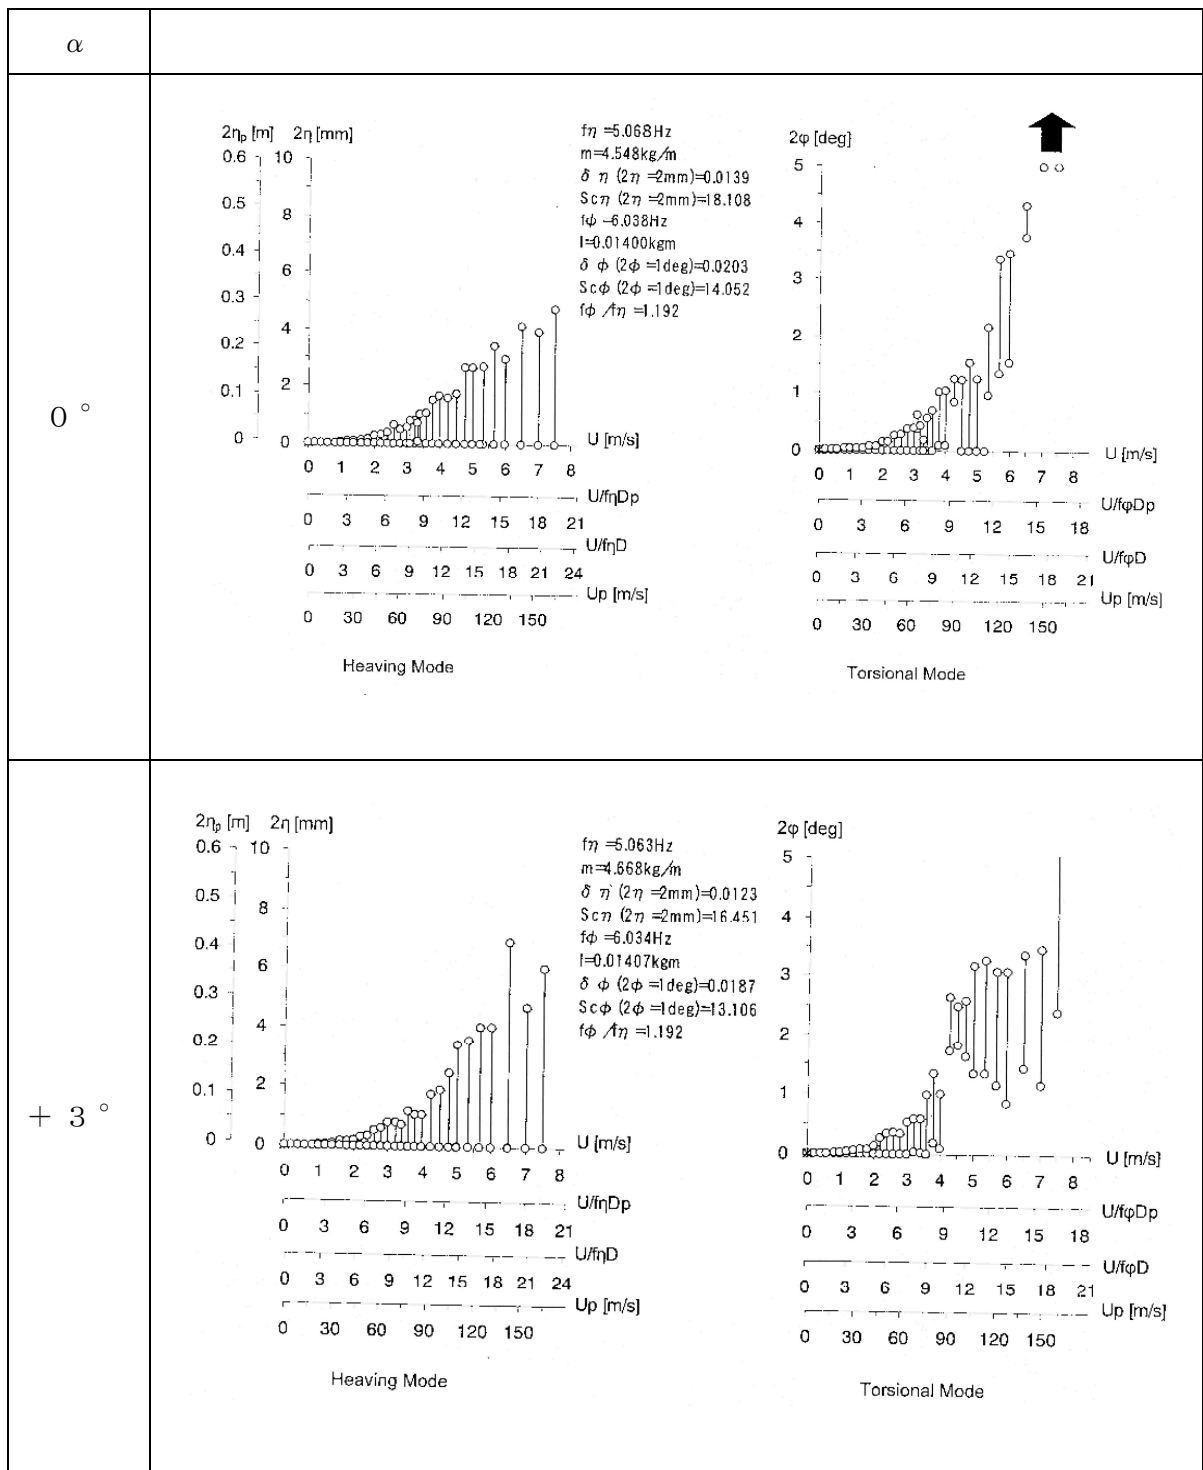 α
0 °
2ηp [m] 2η [mm]
0.6 10
0.5 8
0.4 6
0.3 4
0.2 2
0.1 0
0
U [m/s]
0 1 2 3 4 5 6 7 8
U/fηDp
0 3 6 9 12 15 18 21
U/fηD
0 3 6 9 12 15 18 21 24
Up [m/s]
0 30 60 90 120 150
Heaving Mode
fη =5.068Hz
m=4.548kg/m
δ η (2η =2mm)=0.0139
Scη (2η =2mm)=18.108
fφ =6.038Hz
I=0.01400kgm
δ φ (2φ =1deg)=0.0203
Scφ (2φ =1deg)=14.052
fφ /fη =1.192
2φ [deg]
5
4
3
2
1
0
U [m/s]
0 1 2 3 4 5 6 7 8
U/fφDp
0 3 6 9 12 15 18
U/fφD
0 3 6 9 12 15 18 21
Up [m/s]
0 30 60 90 120 150
Torsional Mode
+ 3 °
2ηp [m] 2η [mm]
0.6 10
0.5 8
0.4 6
0.3 4
0.2 2
0.1 0
0
U [m/s]
0 1 2 3 4 5 6 7 8
U/fηDp
0 3 6 9 12 15 18 21
U/fηD
0 3 6 9 12 15 18 21 24
Up [m/s]
0 30 60 90 120 150
Heaving Mode
fη =5.063Hz
m=4.668kg/m
δ η (2η =2mm)=0.0123
Scη (2η =2mm)=16.451
fφ =6.034Hz
I=0.01407kgm
δ φ (2φ =1deg)=0.0187
Scφ (2φ =1deg)=13.106
fφ /fη =1.192
2φ [deg]
5
4
3
2
1
0
U [m/s]
0 1 2 3 4 5 6 7 8
U/fφDp
0 3 6 9 12 15 18
U/fφD
0 3 6 9 12 15 18 21
Up [m/s]
0 30 60 90 120 150
Torsional Mode